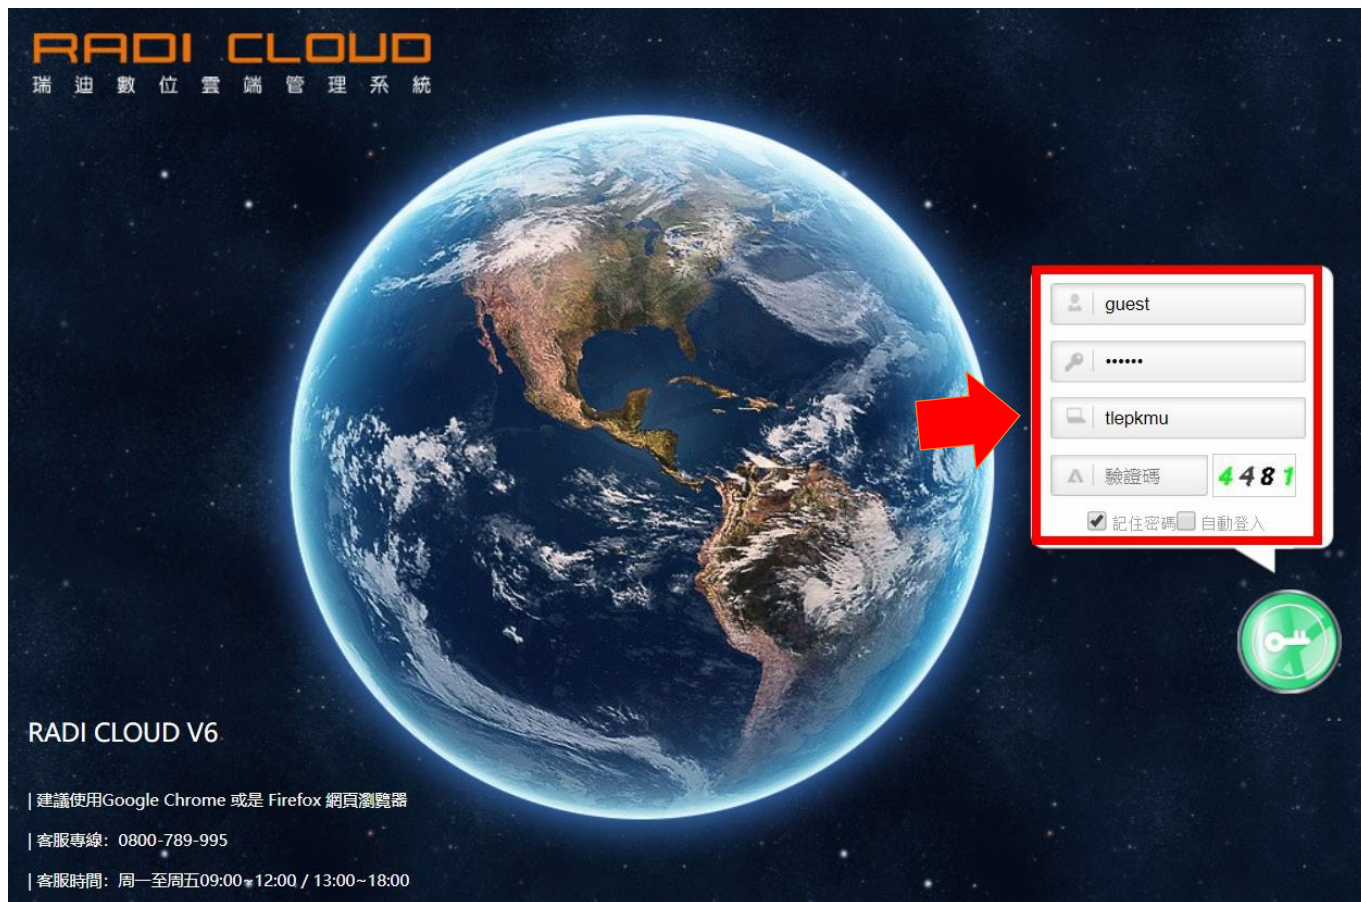 RADI CLOUD
瑞迪數位雲端管理系統
guest
••••••
tlepkmu
驗證碼 4481
記住密碼 自動登入
RADI CLOUD V6
| 建議使用Google Chrome 或是 Firefox 網頁瀏覽器
| 客服專線：0800-789-995
| 客服時間：周一至周五09:00~12:00 / 13:00~18:00